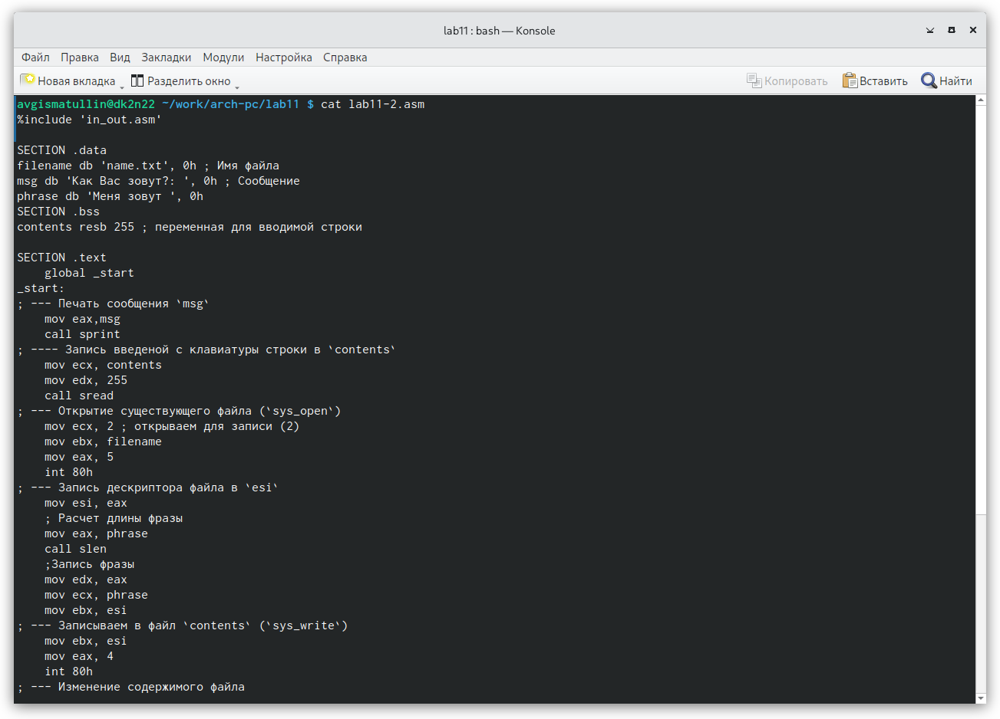 lab11 : bash — Konsole
Файл Правка Вид Закладки Модули Настройка Справка
Новая вкладка Разделить окно Копировать Вставить Найти
avgismatullin@dk2n22 ~/work/arch-pc/lab11 $ cat lab11-2.asm
%include 'in_out.asm'

SECTION .data
filename db 'name.txt', 0h ; Имя файла
msg db 'Как Вас зовут?: ', 0h ; Сообщение
phrase db 'Меня зовут ', 0h
SECTION .bss
contents resb 255 ; переменная для вводимой строки

SECTION .text
    global _start
_start:
; --- Печать сообщения `msg`
    mov eax,msg
    call sprint
; ---- Запись введеной с клавиатуры строки в `contents`
    mov ecx, contents
    mov edx, 255
    call sread
; --- Открытие существующего файла (`sys_open`)
    mov ecx, 2 ; открываем для записи (2)
    mov ebx, filename
    mov eax, 5
    int 80h
; --- Запись дескриптора файла в `esi`
    mov esi, eax
    ; Расчет длины фразы
    mov eax, phrase
    call slen
    ;Запись фразы
    mov edx, eax
    mov ecx, phrase
    mov ebx, esi
; --- Записываем в файл `contents` (`sys_write`)
    mov ebx, esi
    mov eax, 4
    int 80h
; --- Изменение содержимого файла